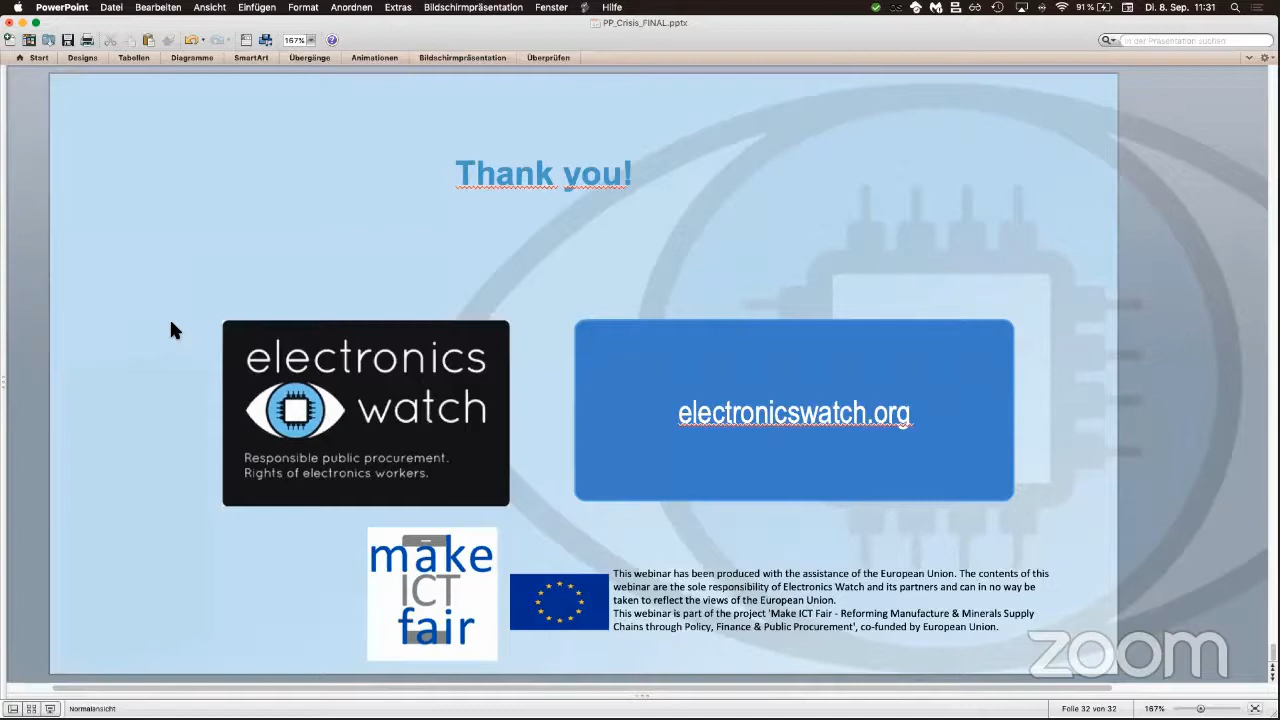 PowerPoint Datei Bearbeiten Ansicht Einfügen Format Anordnen Extras Bildschirmpräsentation Fenster Hilfe 91 % Di. 8. Sep. 11:31
PP_Crisis_FINAL.pptx
167% In der Präsentation suchen
Start Designs Tabellen Diagramme SmartArt Übergänge Animationen Bildschirmpräsentation Überprüfen
Thank you!
electronics
watch
Responsible public procurement.
Rights of electronics workers.
electronicswatch.org
make
ICT
fair
This webinar has been produced with the assistance of the European Union. The contents of this
webinar are the sole responsibility of Electronics Watch and its partners and can in no way be
taken to reflect the views of the European Union.
This webinar is part of the project 'Make ICT Fair - Reforming Manufacture & Minerals Supply
Chains through Policy, Finance & Public Procurement', co-funded by European Union.
zoom
Normalansicht Folie 32 von 32 167%